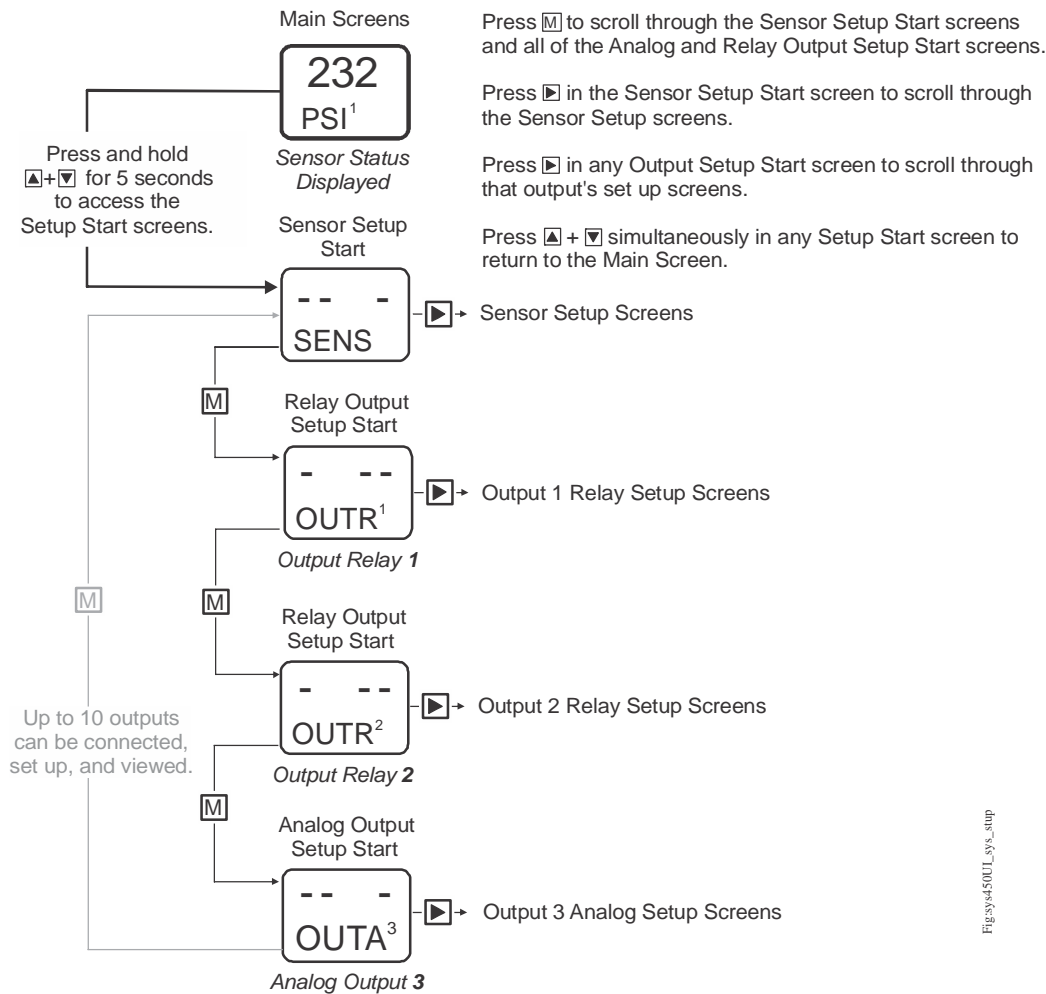 Main Screens
232
PSI¹
Sensor Status
Displayed
Press and hold
▲+▼ for 5 seconds
to access the
Setup Start screens.
Press M to scroll through the Sensor Setup Start screens
and all of the Analog and Relay Output Setup Start screens.
Press ▶ in the Sensor Setup Start screen to scroll through
the Sensor Setup screens.
Press ▶ in any Output Setup Start screen to scroll through
that output's set up screens.
Press ▲ + ▼ simultaneously in any Setup Start screen to
return to the Main Screen.
Sensor Setup
Start
-- -
SENS
▶ Sensor Setup Screens
M
Relay Output
Setup Start
- --
OUTR¹
▶ Output 1 Relay Setup Screens
Output Relay 1
M
M
Relay Output
Setup Start
- --
OUTR²
▶ Output 2 Relay Setup Screens
Output Relay 2
Up to 10 outputs
can be connected,
set up, and viewed.
M
Analog Output
Setup Start
-- -
OUTA³
▶ Output 3 Analog Setup Screens
Analog Output 3
Fig:sys450UI_sys_stup